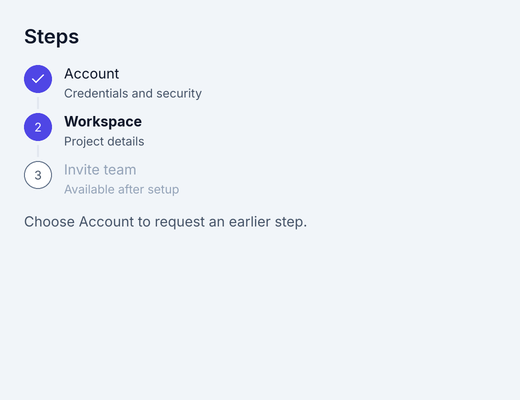 Steps
Account
Credentials and security
2
Workspace
Project details
3
Invite team
Available after setup
Choose Account to request an earlier step.